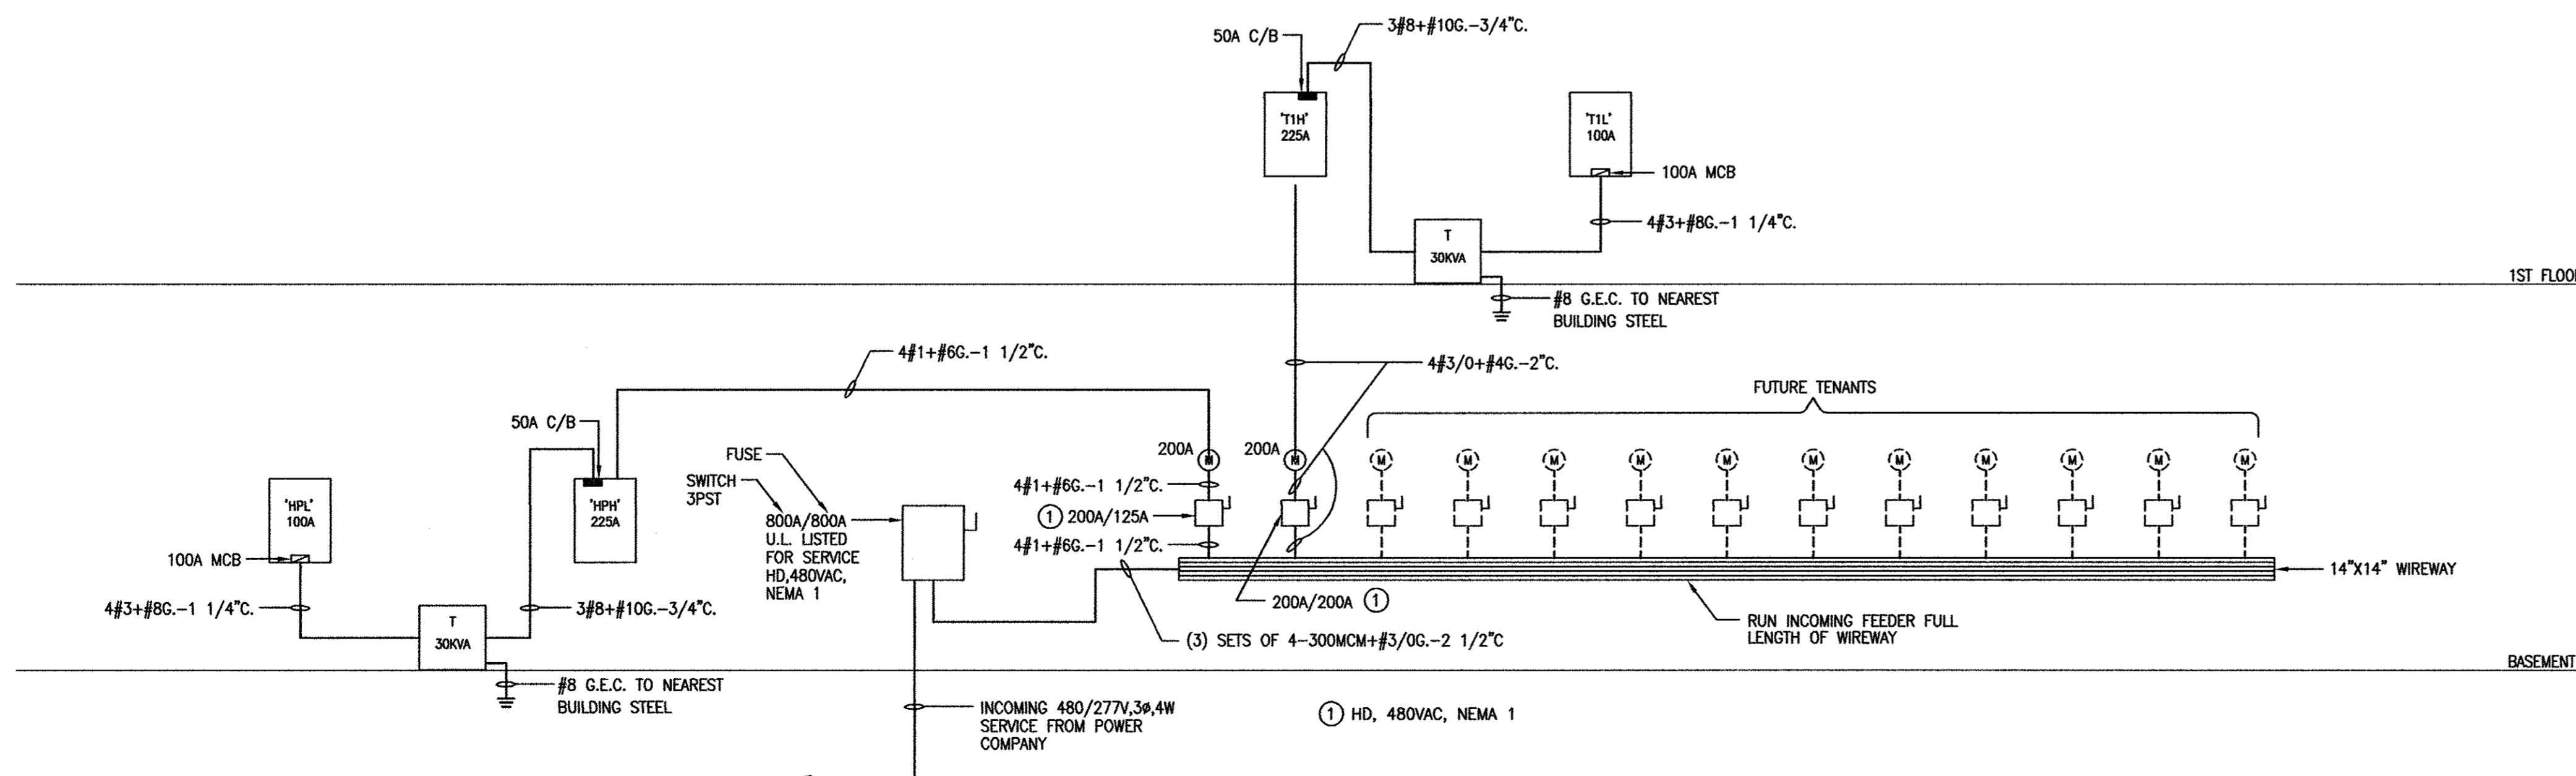 3#8+#10G.-3/4"C.
50A C/B
'T1H'
225A
'T1L'
100A
100A MCB
4#3+#8G.-1 1/4"C.
T
30KVA
1ST FLOO
#8 G.E.C. TO NEAREST
BUILDING STEEL
4#1+#6G.-1 1/2"C.
4#3/0+#4G.-2"C.
FUTURE TENANTS
50A C/B
FUSE
SWITCH
3PST
800A/800A
U.L. LISTED
FOR SERVICE
HD,480VAC,
NEMA 1
200A
M
200A
M
M
M
M
M
M
M
M
M
M
M
M
'HPL'
100A
'HPH'
225A
4#1+#6G.-1 1/2"C.
1 200A/125A
4#1+#6G.-1 1/2"C.
100A MCB
14"X14" WIREWAY
4#3+#8G.-1 1/4"C.
3#8+#10G.-3/4"C.
200A/200A 1
T
30KVA
RUN INCOMING FEEDER FULL
LENGTH OF WIREWAY
(3) SETS OF 4-300MCM+#3/0G.-2 1/2"C
BASEMENT
#8 G.E.C. TO NEAREST
BUILDING STEEL
INCOMING 480/277V,3ø,4W
SERVICE FROM POWER
COMPANY
1 HD, 480VAC, NEMA 1